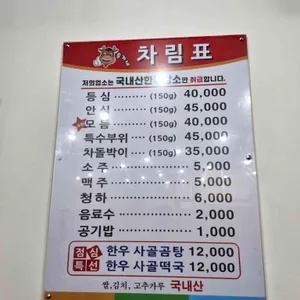 차림표
저희업소는 국내산한우암소만 취급합니다.
등 심 ········ (150g) 40,000
안 심 ········ (150g) 45,000
모 듬 ········ (150g) 40,000
특수부위 ····· (150g) 45,000
차돌박이 ····· (150g) 35,000
소 주 ················ 5,000
맥 주 ················ 5,000
청 하 ················ 6,000
음료수 ··············· 2,000
공기밥 ··············· 1,000
점심 한우 사골곰탕 12,000
특선 한우 사골떡국 12,000
쌀,김치, 고추가루 국내산